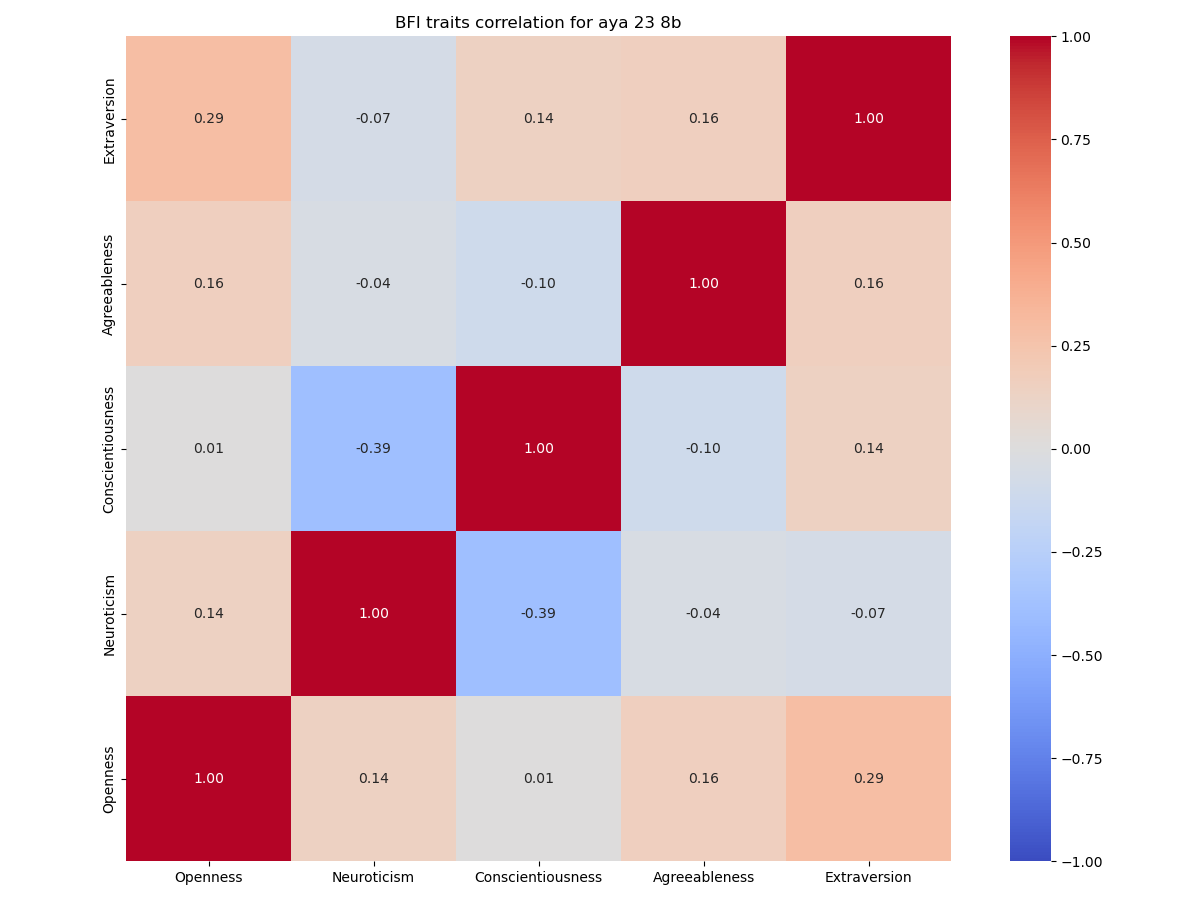 BFI traits correlation for aya 23 8b
Extraversion
0.29 -0.07 0.14 0.16 1.00
Agreeableness
0.16 -0.04 -0.10 1.00 0.16
Conscientiousness
0.01 -0.39 1.00 -0.10 0.14
Neuroticism
0.14 1.00 -0.39 -0.04 -0.07
Openness
1.00 0.14 0.01 0.16 0.29
Openness Neuroticism Conscientiousness Agreeableness Extraversion
1.00
0.75
0.50
0.25
0.00
−0.25
−0.50
−0.75
−1.00